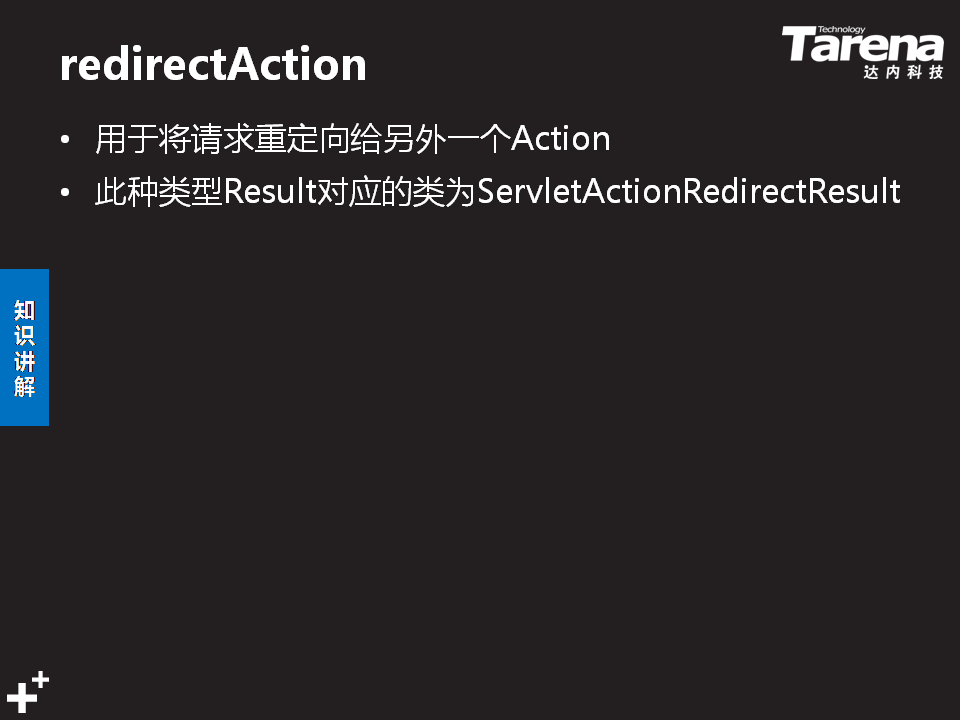 redirectAction
Technology
Tarena
达内科技
• 用于将请求重定向给另外一个Action
• 此种类型Result对应的类为ServletActionRedirectResult
知
识
讲
解